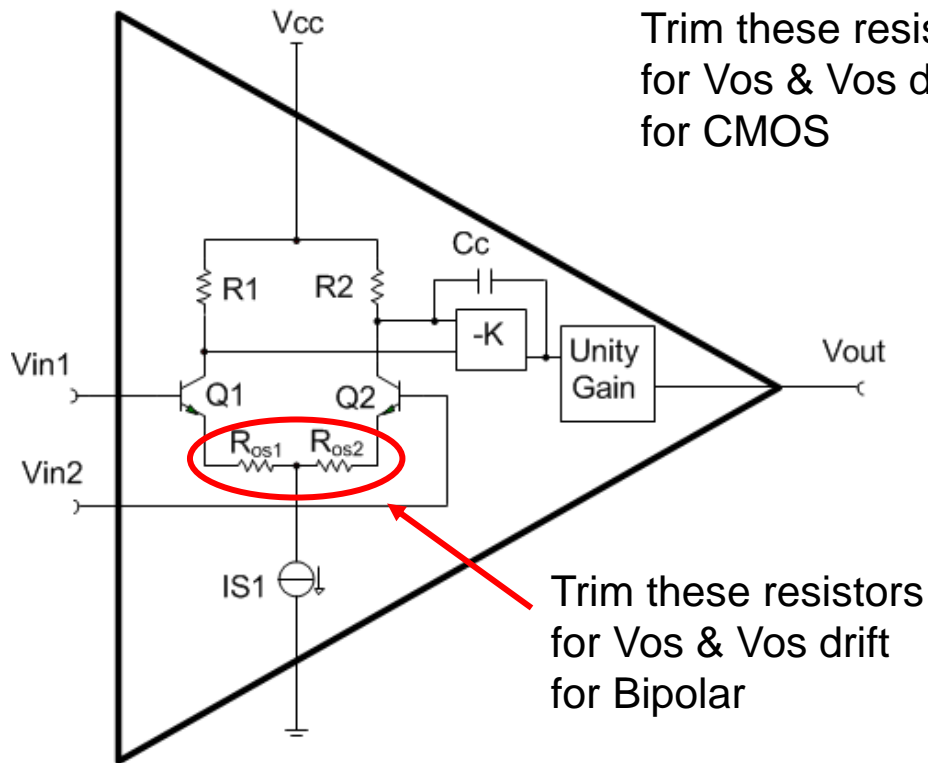 Vcc
Trim these
for Vos & Vos
for CMOS
Cc
R1
R2
-K
Unity
Gain
Vout
Vin1
Q1
Q2
Ros1
Ros2
Vin2
IS1
Trim these resistors
for Vos & Vos drift
for Bipolar